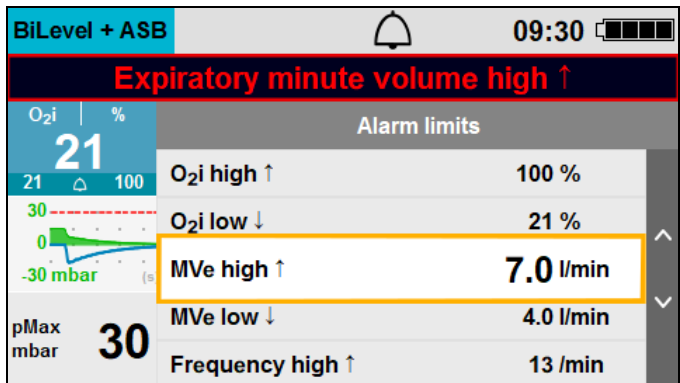 BiLevel + ASB 09:30
Expiratory minute volume high ↑
O₂i %
21
21 100
Alarm limits
O₂i high ↑ 100 %
O₂i low ↓ 21 %
MVe high ↑ 7.0 l/min
MVe low ↓ 4.0 l/min
Frequency high ↑ 13 /min
30
0
-30 mbar (s
pMax
mbar 30